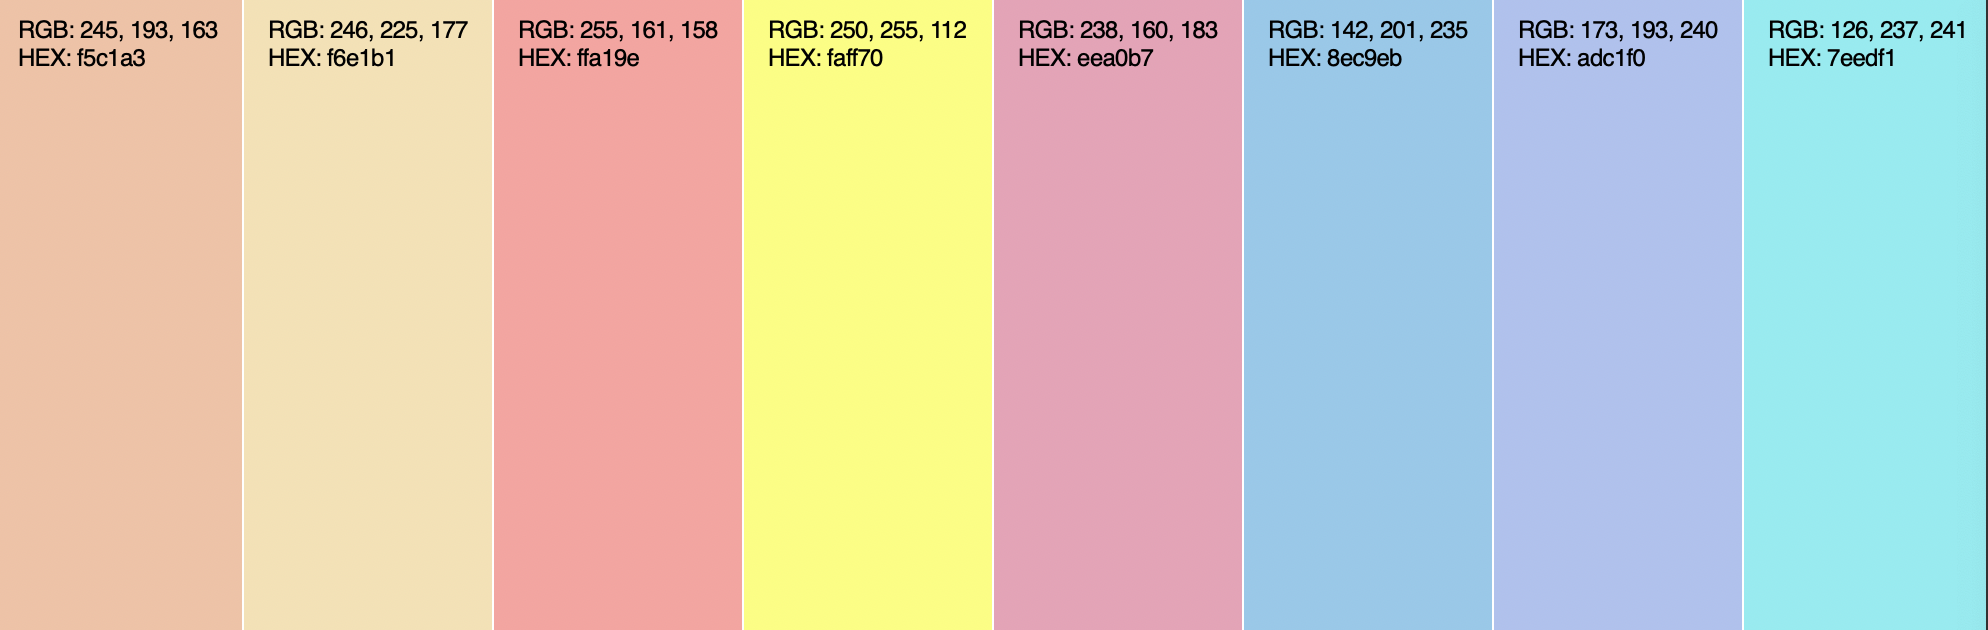 RGB: 245, 193, 163
HEX: f5c1a3
RGB: 246, 225, 177
HEX: f6e1b1
RGB: 255, 161, 158
HEX: ffa19e
RGB: 250, 255, 112
HEX: faff70
RGB: 238, 160, 183
HEX: eea0b7
RGB: 142, 201, 235
HEX: 8ec9eb
RGB: 173, 193, 240
HEX: adc1f0
RGB: 126, 237, 241
HEX: 7eedf1